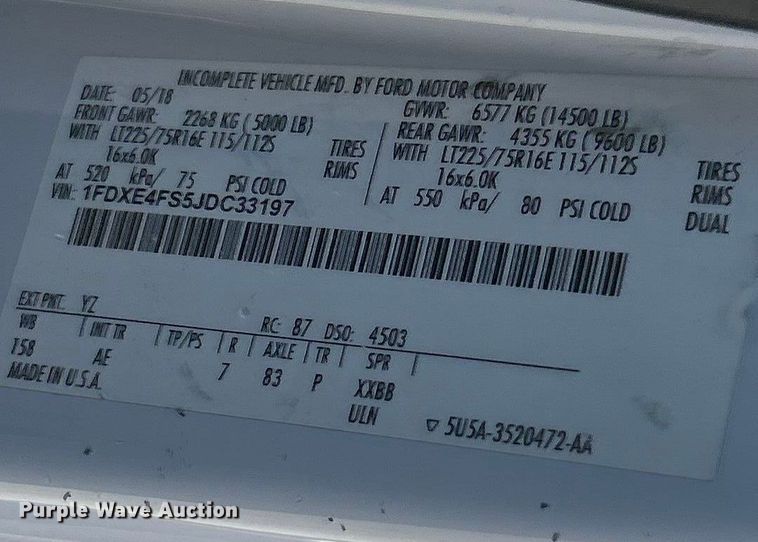 INCOMPLETE VEHICLE MFD. BY FORD MOTOR COMPANY
DATE: 05/18 GVWR: 6577 KG (14500 LB)
FRONT GAWR: 2268 KG (5000 LB) REAR GAWR: 4355 KG (9600 LB)
WITH LT225/75R16E 115/112S TIRES WITH LT225/75R16E 115/112S TIRES
16x6.0K RIMS 16x6.0K RIMS
AT 520 kPa/ 75 PSI COLD AT 550 kPa/ 80 PSI COLD DUAL
VIN: 1FDXE4FS5JDC33197
EXT PNT: YZ RC: 87 DSO: 4503
WB INT TR TP/PS R AXLE TR SPR
158 AE 7 83 P XXBB
MADE IN U.S.A. ULN ▽ 5U5A-3520472-AA
Purple Wave Auction